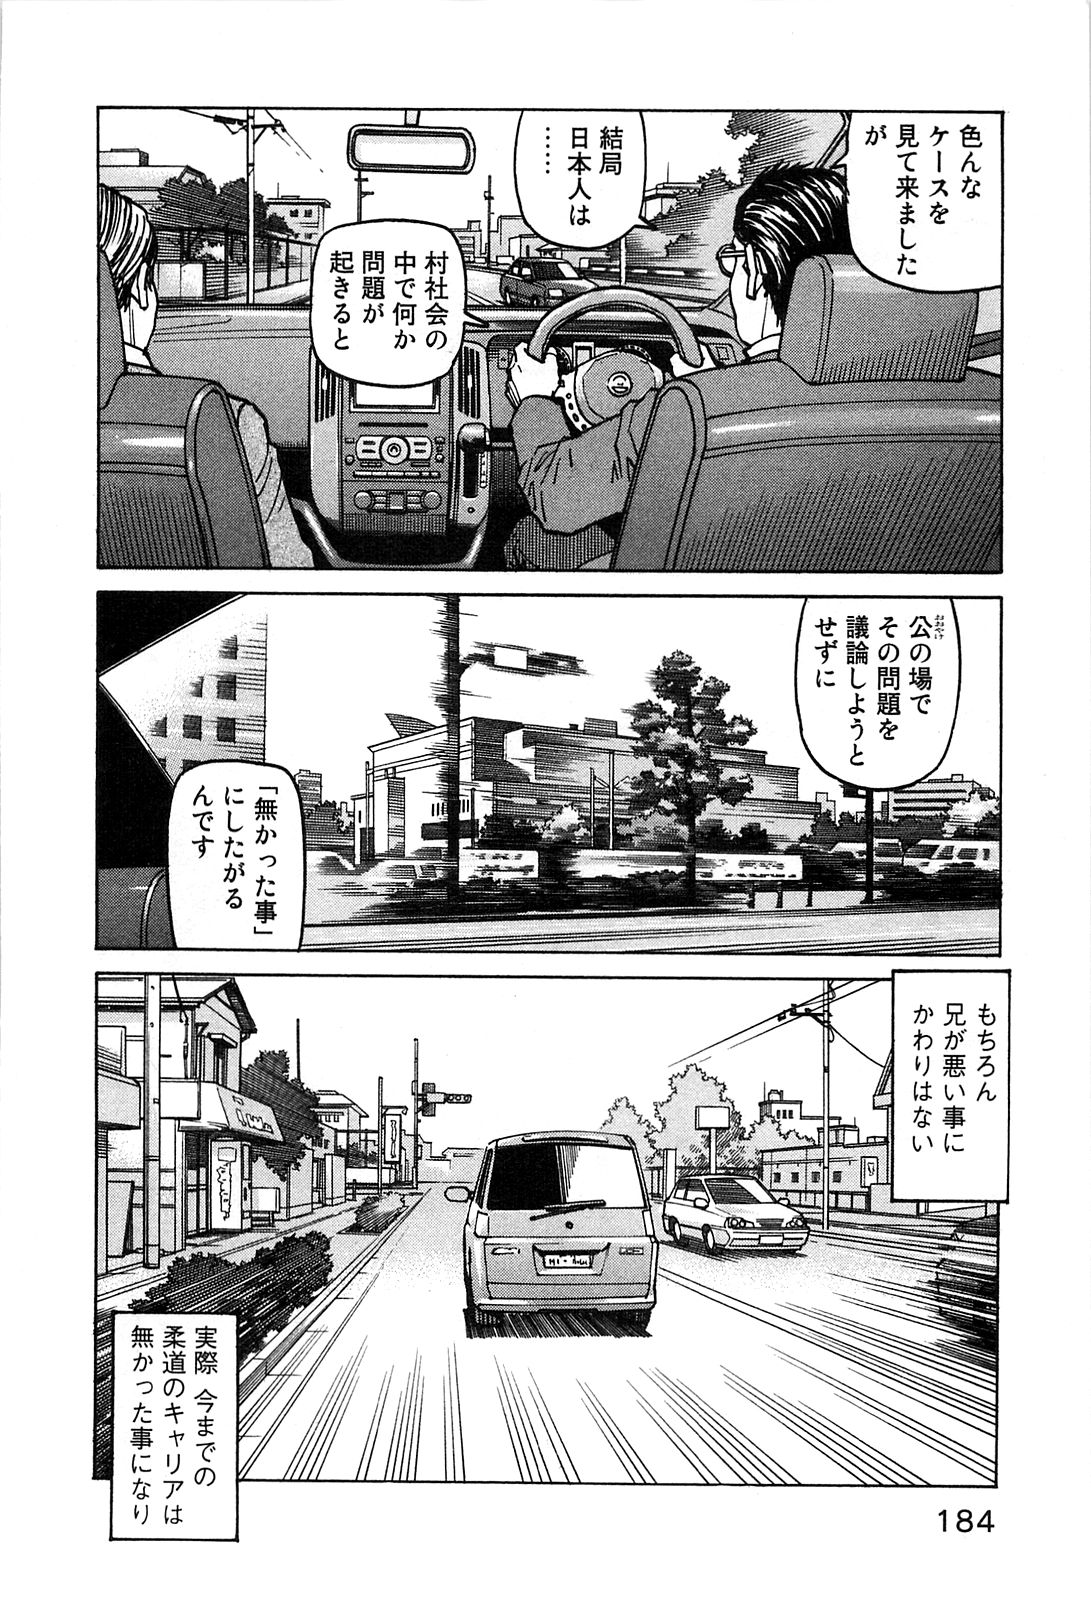 色んな
ケースを
見て来ました
が
結局
日本人は
……
村社会の
中で何か
問題が
起きると
公の場で
おおやけ
その問題を
議論しようと
せずに
「無かった事」
にしたがる
んです
もちろん
兄が悪い事に
かわりはない
実際 今までの
柔道のキャリアは
無かった事になり
184